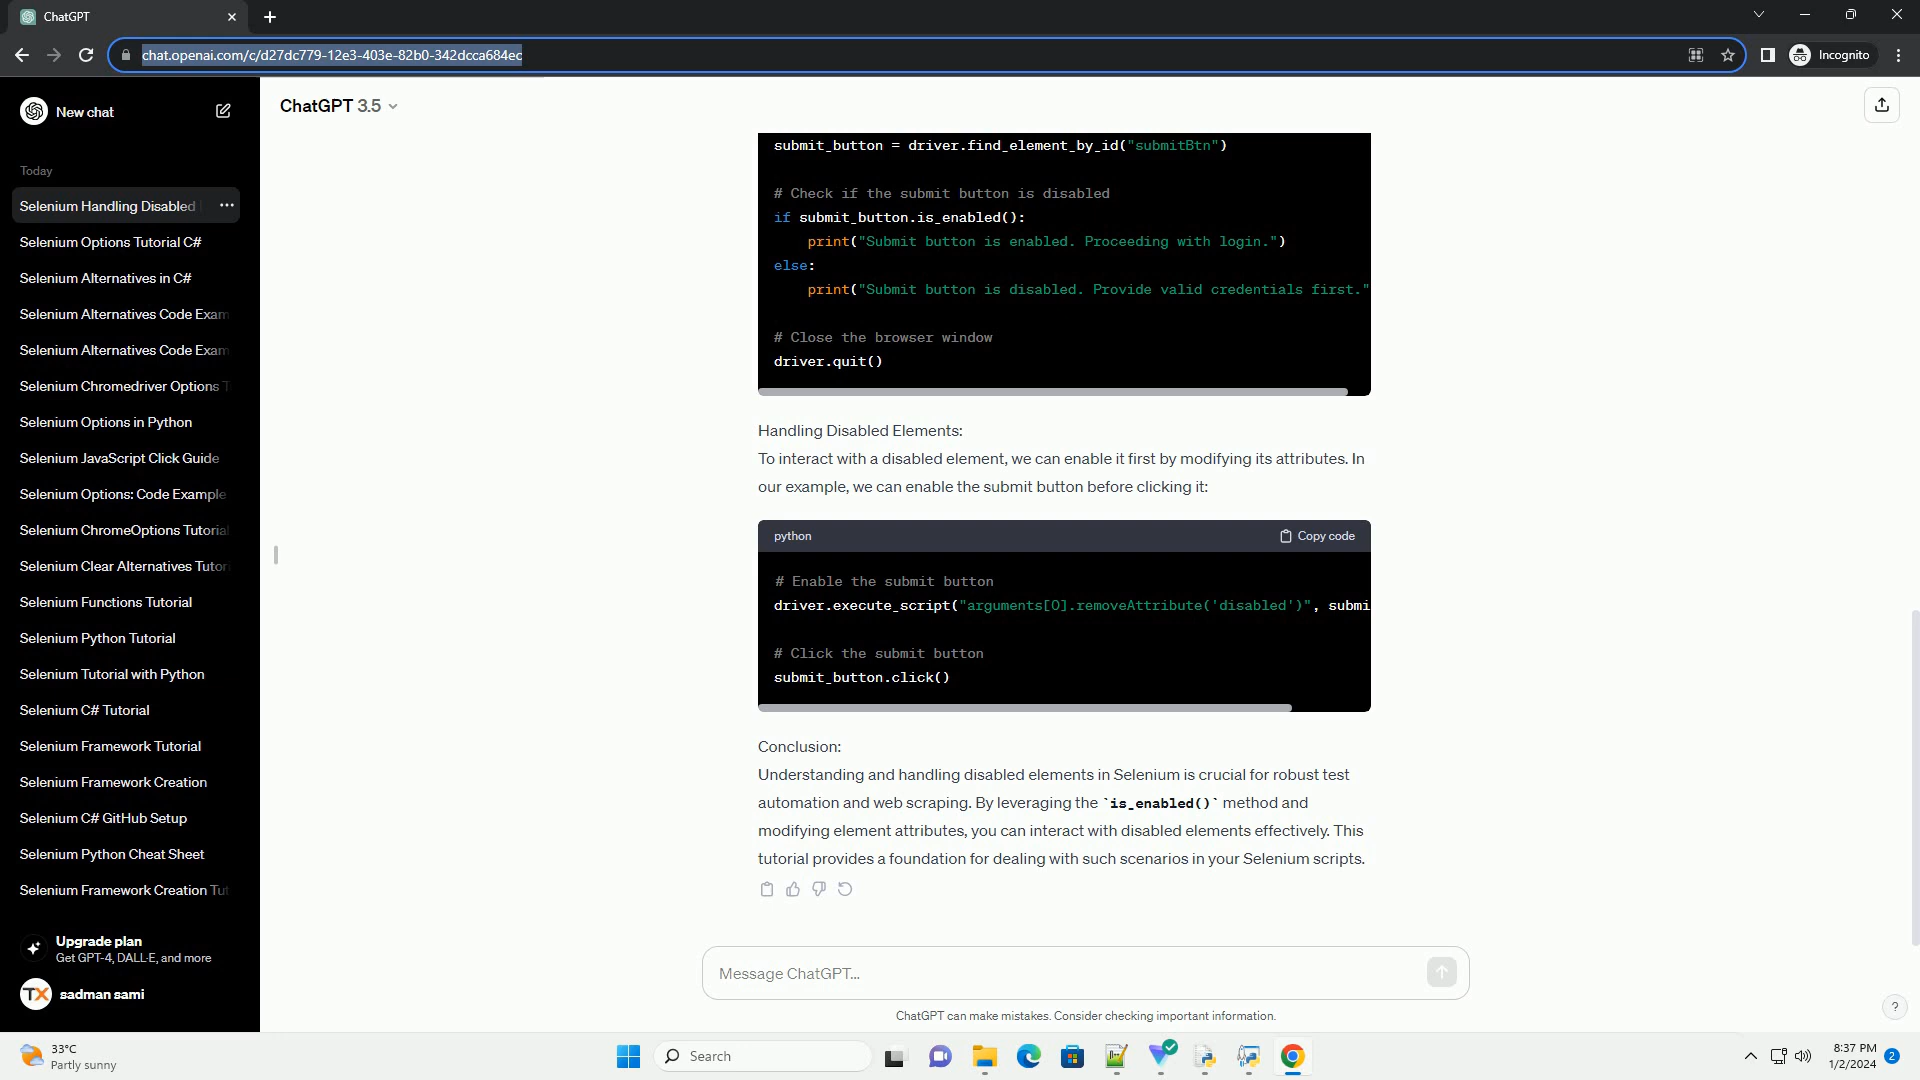 ChatGPT
chat.openai.com/c/d27dc779-12e3-403e-82b0-342dcca684ec
Incognito
New chat
Today
Selenium Handling Disabled
Selenium Options Tutorial C#
Selenium Alternatives in C#
Selenium Alternatives Code Exam
Selenium Alternatives Code Exam
Selenium Chromedriver Options T
Selenium Options in Python
Selenium JavaScript Click Guide
Selenium Options: Code Example
Selenium ChromeOptions Tutorial
Selenium Clear Alternatives Tutori
Selenium Functions Tutorial
Selenium Python Tutorial
Selenium Tutorial with Python
Selenium C# Tutorial
Selenium Framework Tutorial
Selenium Framework Creation
Selenium C# GitHub Setup
Selenium Python Cheat Sheet
Selenium Framework Creation Tut
Upgrade plan
Get GPT-4, DALL·E, and more
TX sadman sami
ChatGPT 3.5
submit_button = driver.find_element_by_id("submitBtn")
# Check if the submit button is disabled
if submit_button.is_enabled():
    print("Submit button is enabled. Proceeding with login.")
else:
    print("Submit button is disabled. Provide valid credentials first."
# Close the browser window
driver.quit()
Handling Disabled Elements:
To interact with a disabled element, we can enable it first by modifying its attributes. In
our example, we can enable the submit button before clicking it:
python
Copy code
# Enable the submit button
driver.execute_script("arguments[0].removeAttribute('disabled')", submi
# Click the submit button
submit_button.click()
Conclusion:
Understanding and handling disabled elements in Selenium is crucial for robust test
automation and web scraping. By leveraging the `is_enabled()` method and
modifying element attributes, you can interact with disabled elements effectively. This
tutorial provides a foundation for dealing with such scenarios in your Selenium scripts.
Message ChatGPT...
ChatGPT can make mistakes. Consider checking important information.
?
33°C
Partly sunny
Search
8:37 PM
1/2/2024
2